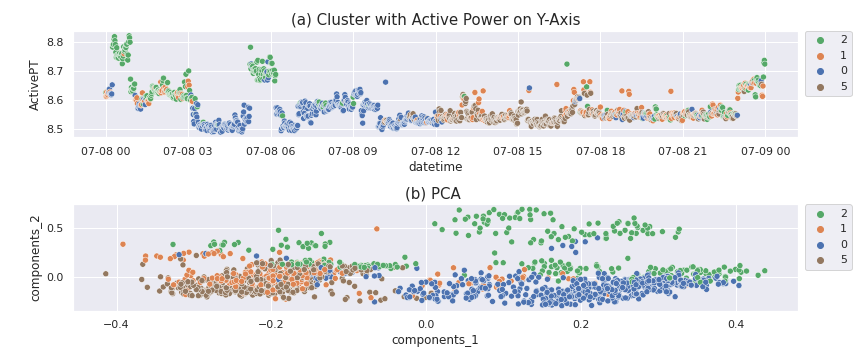 (a) Cluster with Active Power on Y-Axis
ActivePT
8.8
8.7
8.6
8.5
07-08 00 07-08 03 07-08 06 07-08 09 07-08 12 07-08 15 07-08 18 07-08 21 07-09 00
datetime
2
1
0
5
(b) PCA
components_2
0.5
0.0
−0.4 −0.2 0.0 0.2 0.4
components_1
2
1
0
5